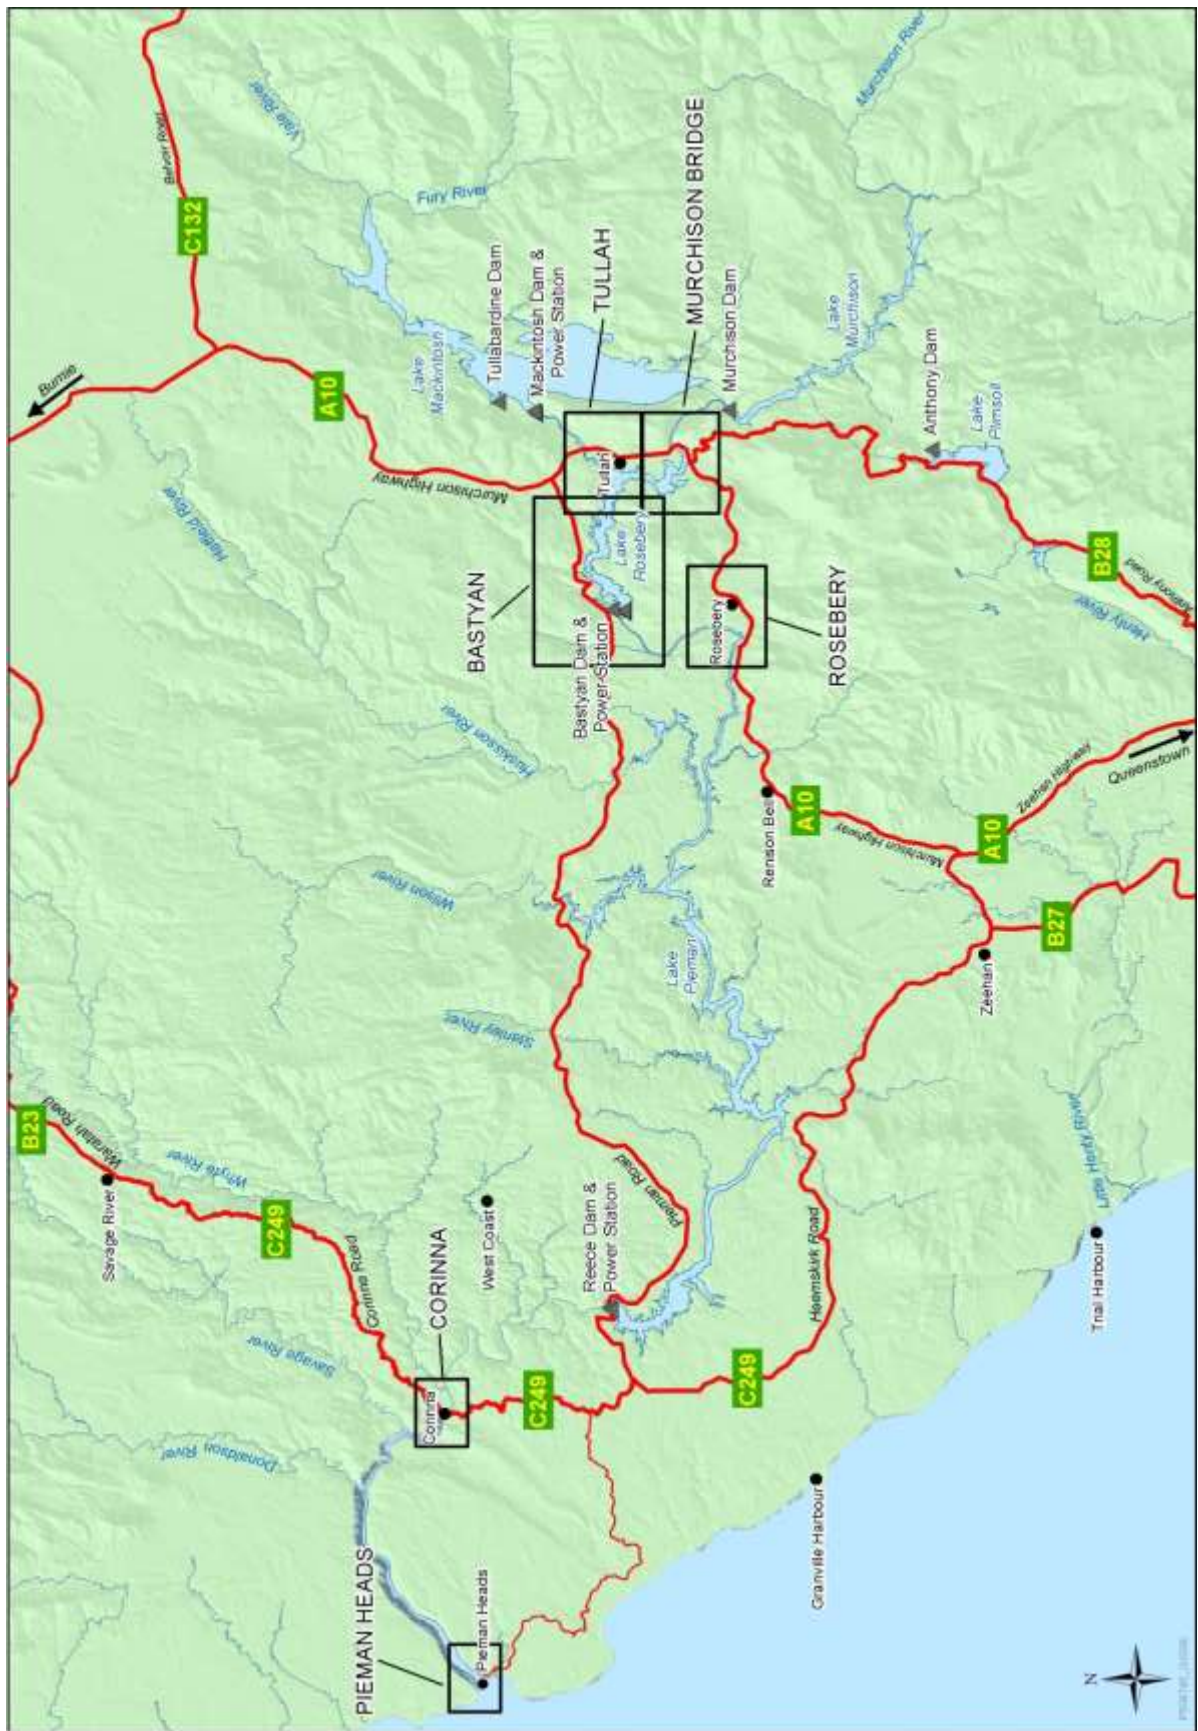 Burnie
A10
C132
Belvoir River
Vale River
Fury River
Murchison River
Hatfield River
Murchison Highway
Lake
Mackintosh
Tullabardine Dam
Mackintosh Dam &
Power Station
TULLAH
Tullah
MURCHISON BRIDGE
Murchison Dam
Lake
Murchison
Anthony Dam
Lake
Plimsoll
B28
Anthony Road
Henty River
BASTYAN
Lake
Rosebery
Bastyan Dam &
Power Station
ROSEBERY
Rosebery
Huskisson River
Renison Bell
A10
Murchison Highway
A10
Zeehan Highway
Queenstown
B27
Zeehan
Wilson River
Lake
Pieman
Stanley River
B23
Waratah Road
Savage River
Whyte River
C249
Corinna Road
West Coast
Pieman Road
Reece Dam &
Power Station
Heemskirk Road
Little Henty River
Trial Harbour
CORINNA
Corinna
Savage River
Donaldson River
C249
C249
Granville Harbour
PIEMAN HEADS
Pieman Heads
N